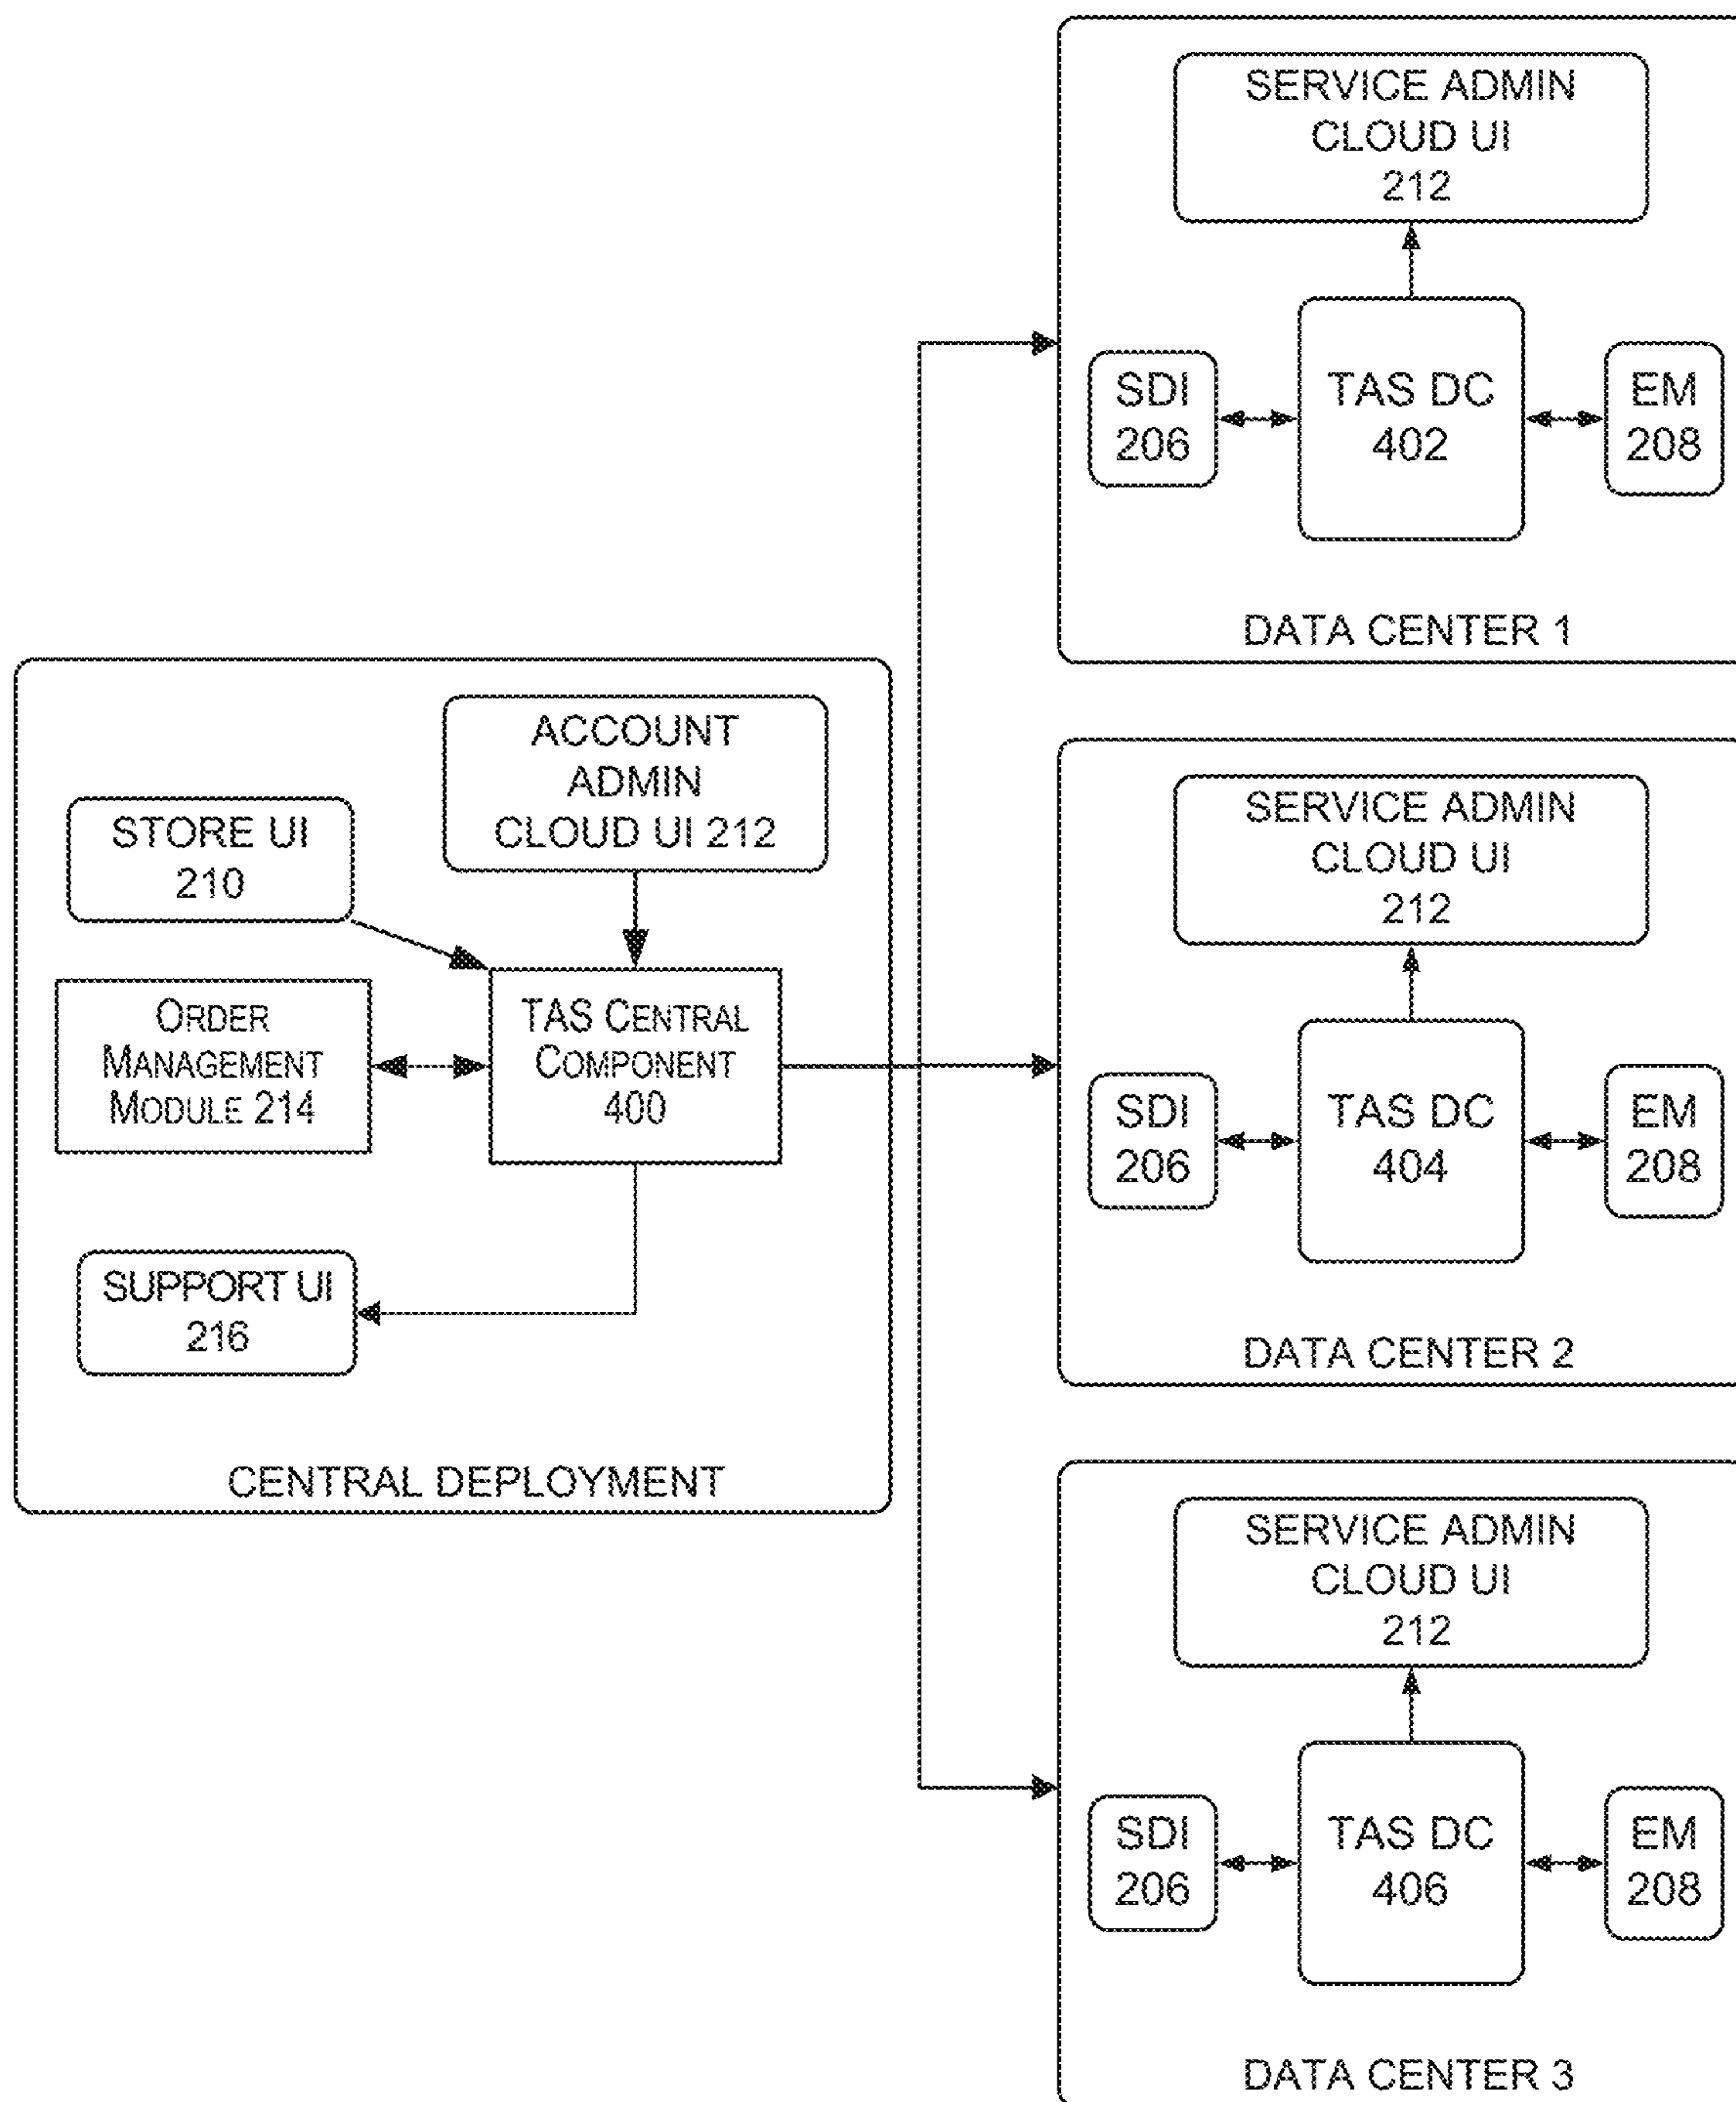 SERVICE ADMIN
CLOUD UI
212
SDI
206
TAS DC
402
EM
208
DATA CENTER 1
ACCOUNT
ADMIN
CLOUD UI 212
STORE UI
210
ORDER
MANAGEMENT
MODULE 214
TAS CENTRAL
COMPONENT
400
SUPPORT UI
216
CENTRAL DEPLOYMENT
SERVICE ADMIN
CLOUD UI
212
SDI
206
TAS DC
404
EM
208
DATA CENTER 2
SERVICE ADMIN
CLOUD UI
212
SDI
206
TAS DC
406
EM
208
DATA CENTER 3